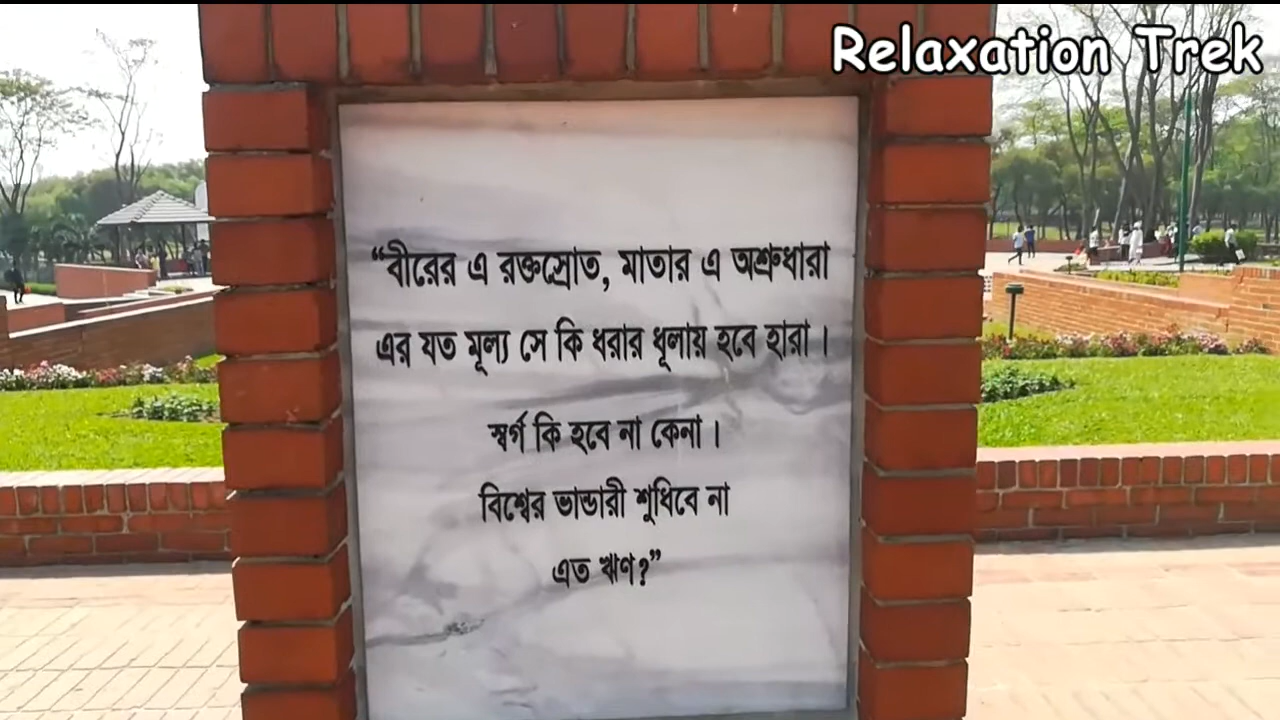 Relaxation Trek
“বীরের এ রক্তস্রোত, মাতার এ অশ্রুধারা
এর যত মূল্য সে কি ধরার ধূলায় হবে হারা।
স্বর্গ কি হবে না কেনা।
বিশ্বের ভান্ডারী শুধিবে না
এত ঋণ?”